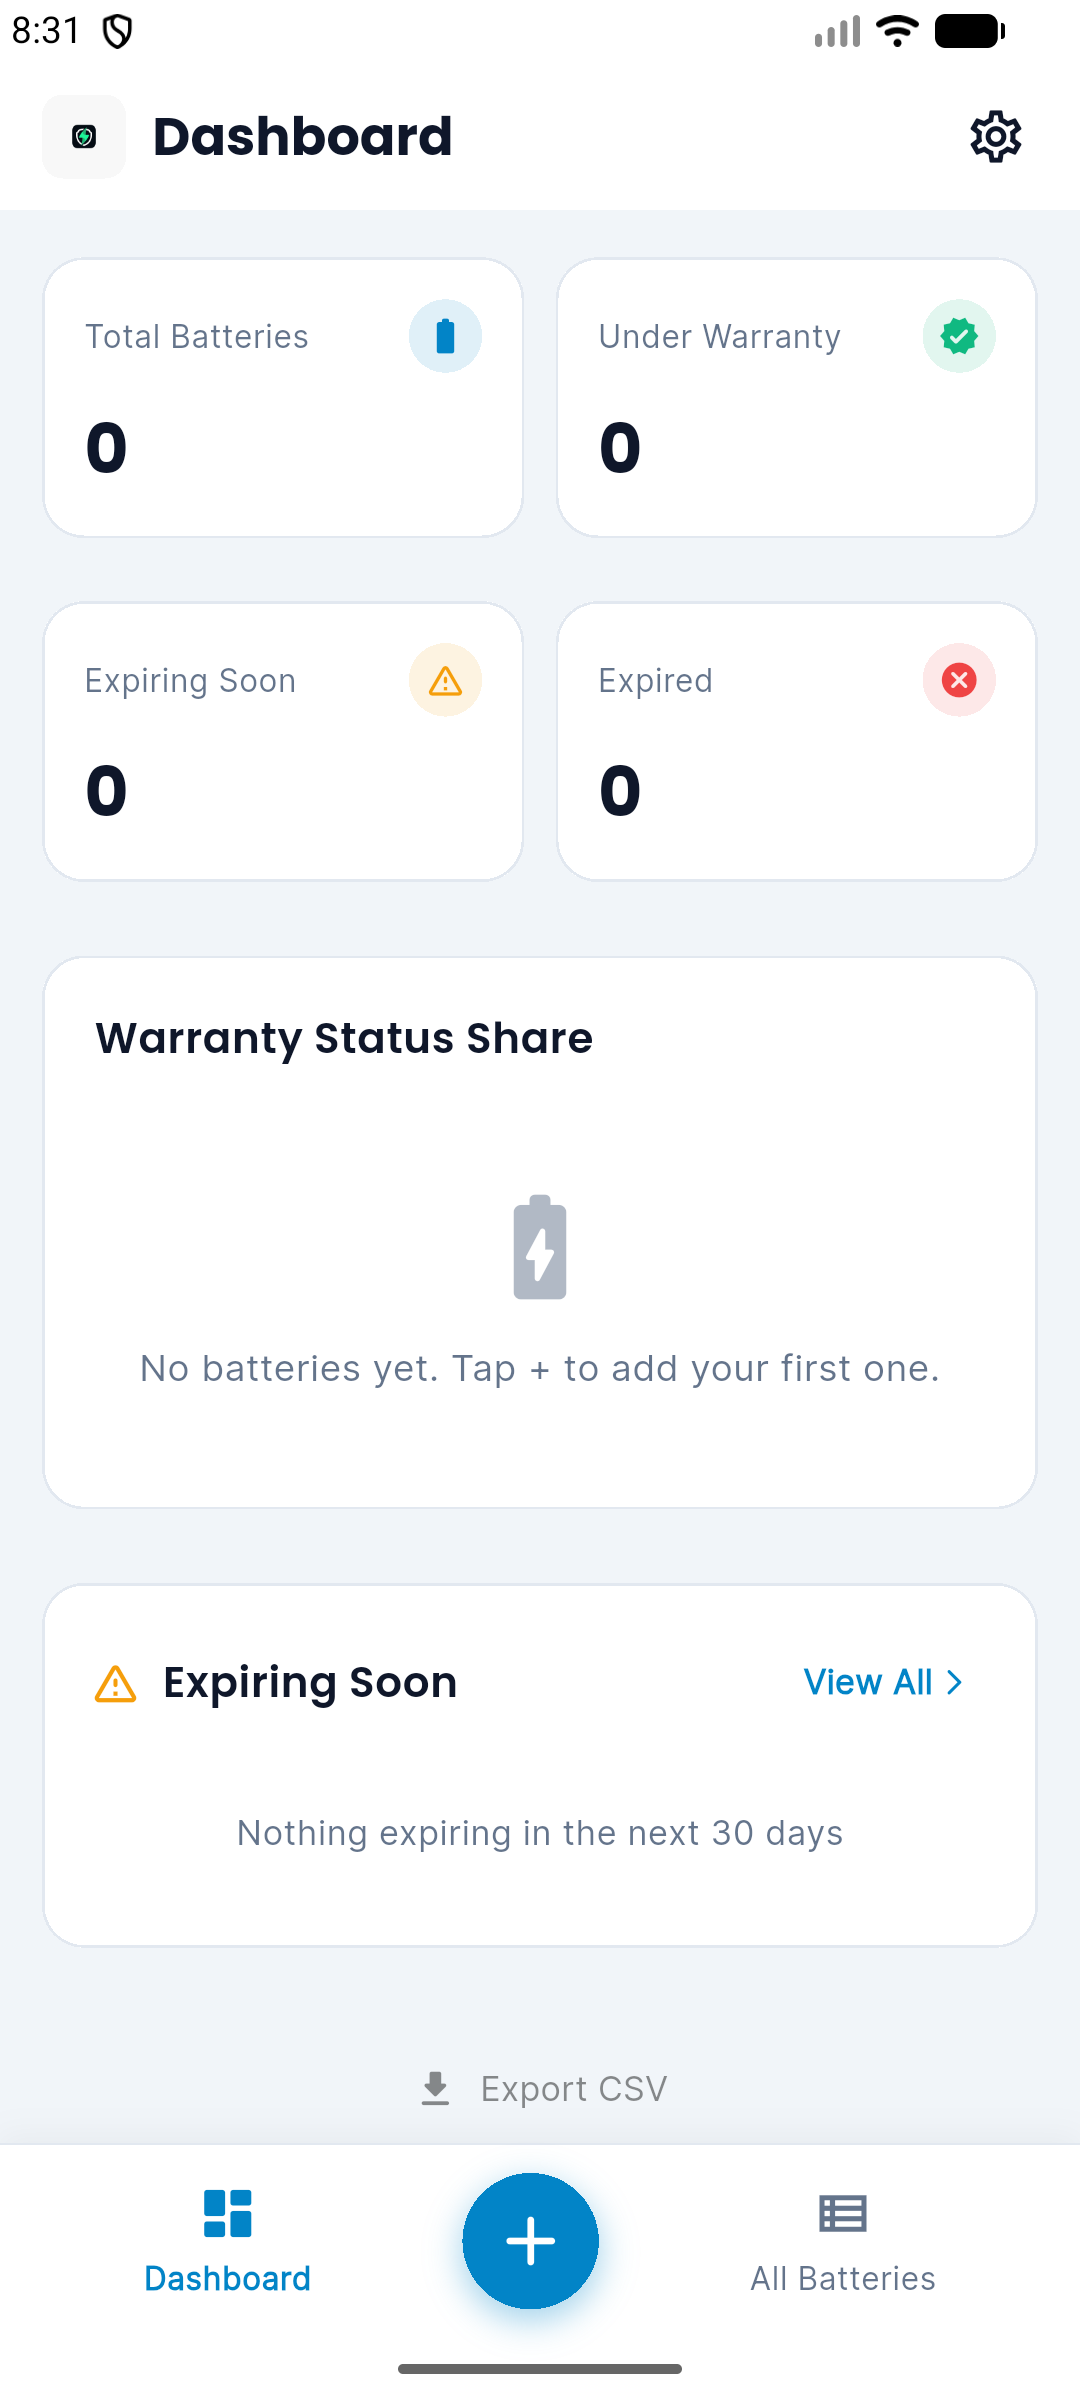 8:31
Dashboard
Total Batteries
0
Under Warranty
0
Expiring Soon
0
Expired
0
Warranty Status Share
No batteries yet. Tap + to add your first one.
Expiring Soon
View All
Nothing expiring in the next 30 days
Export CSV
Dashboard
All Batteries